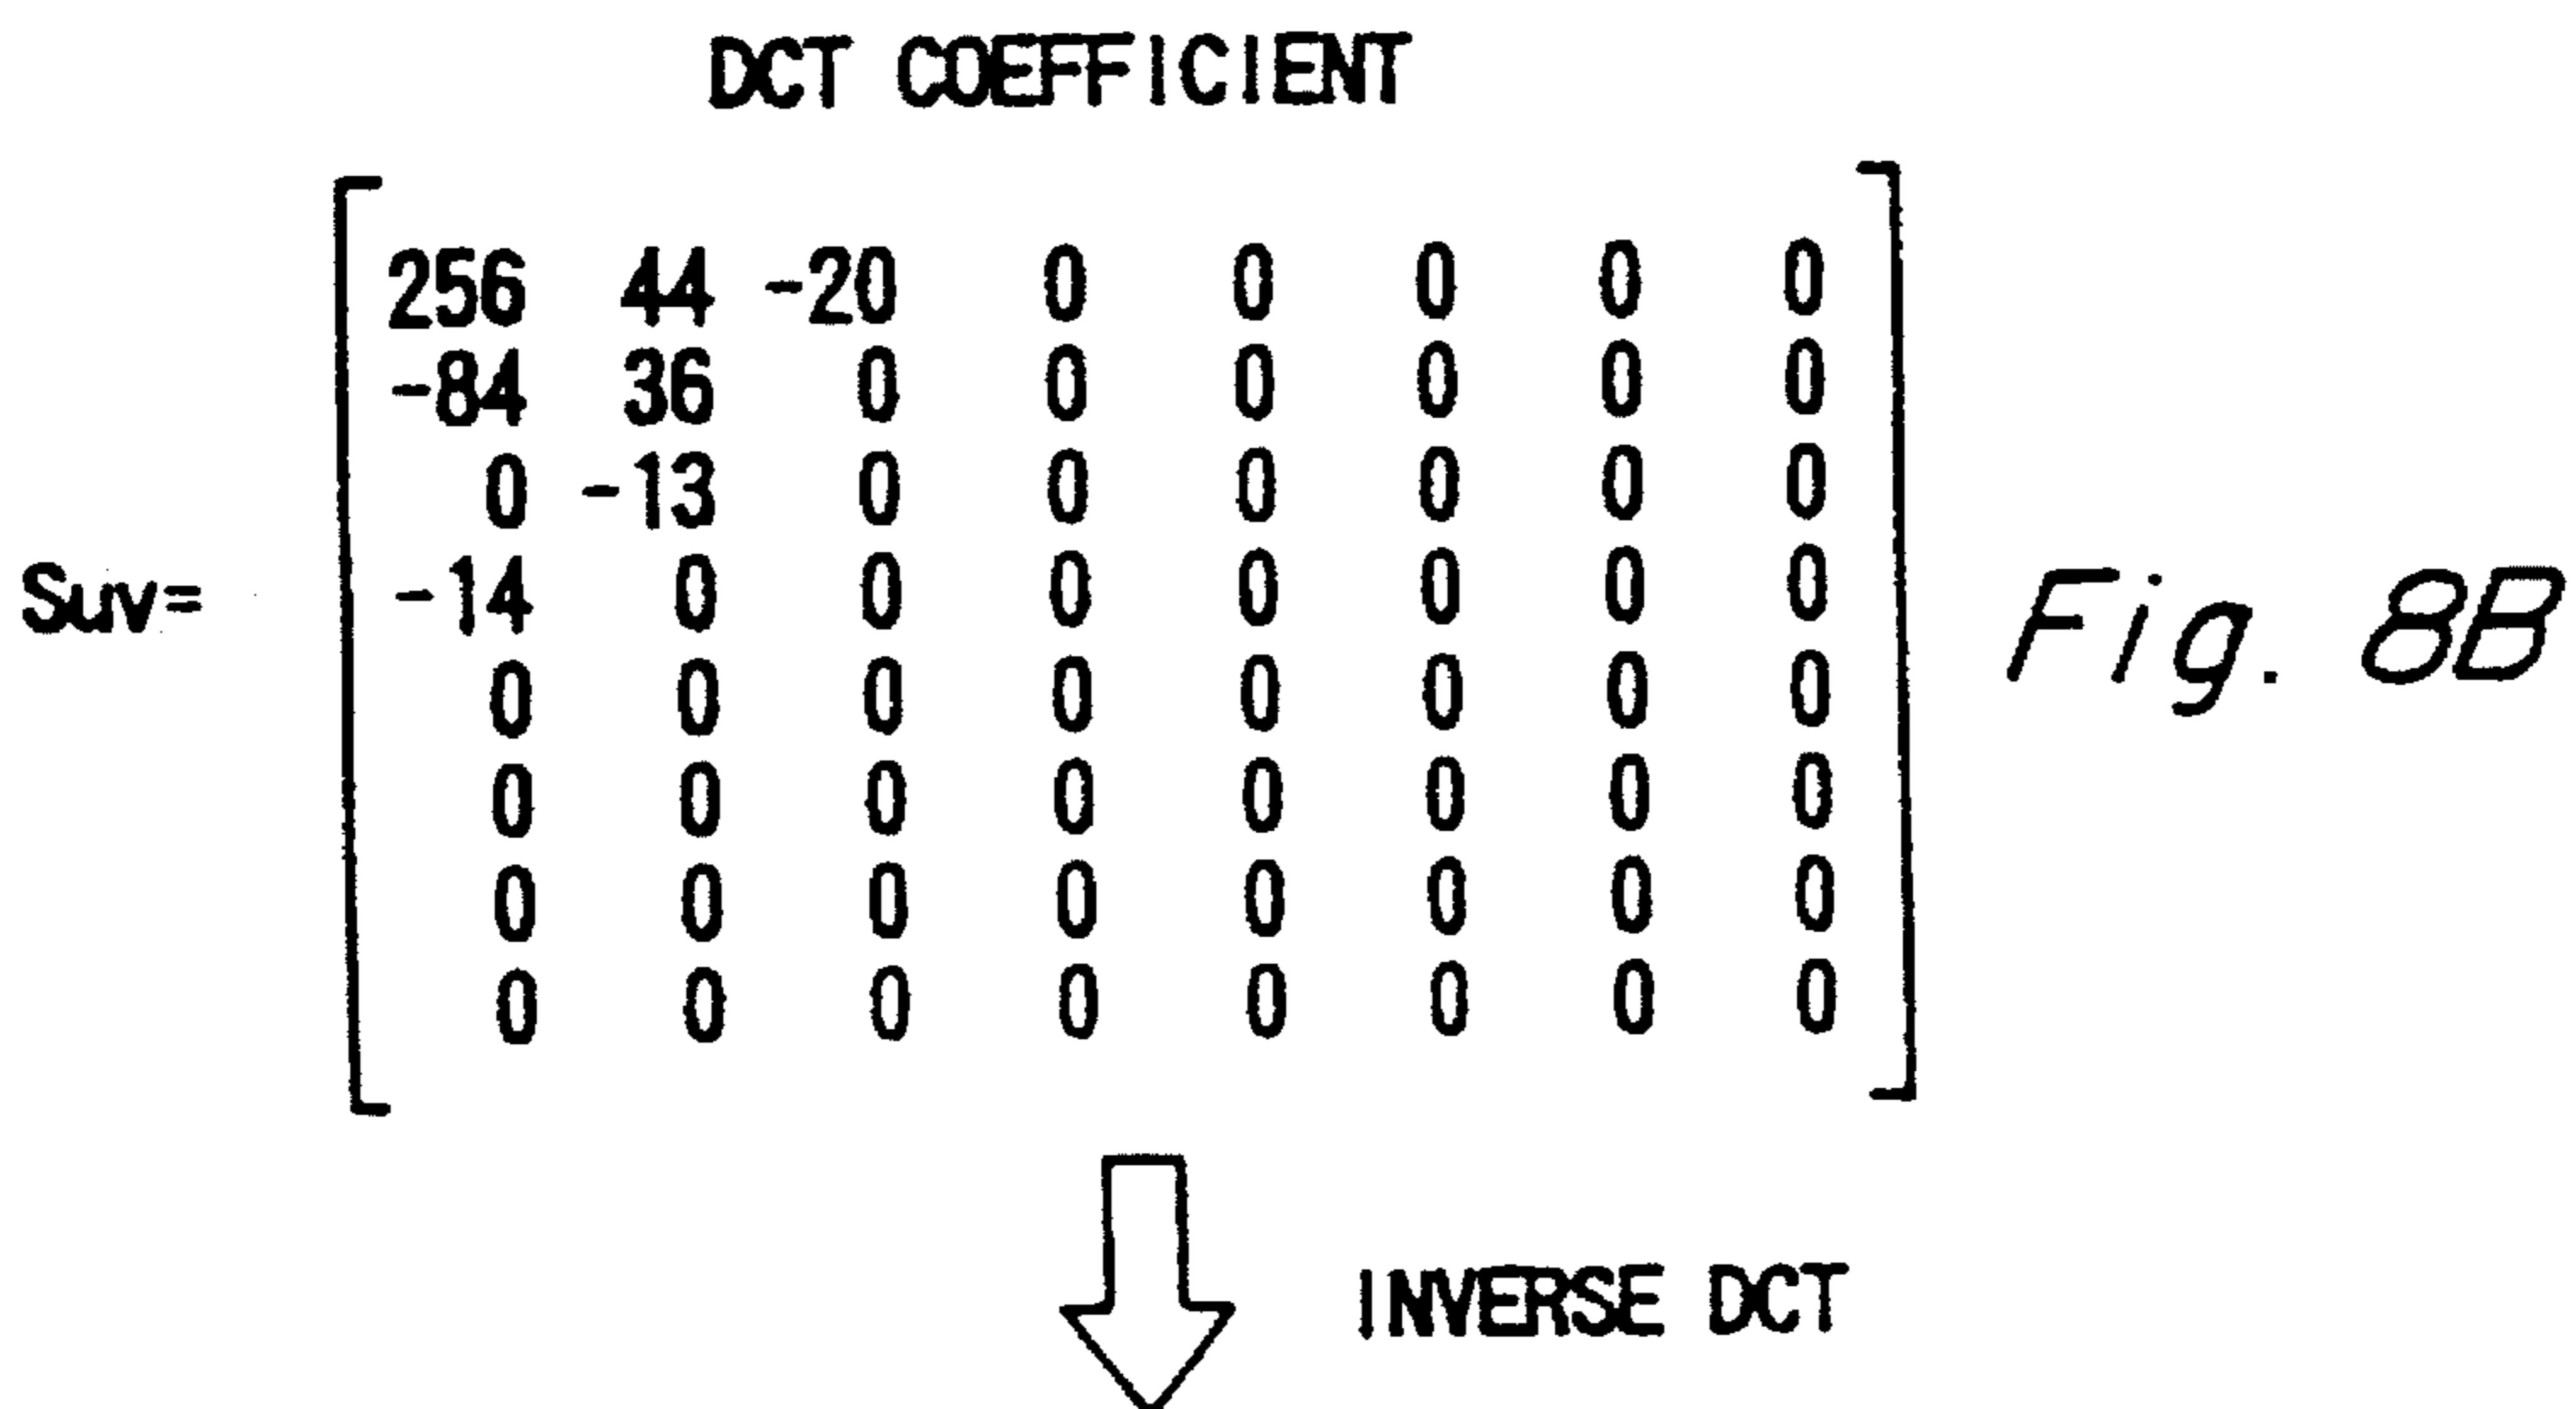 DCT COEFFICIENT
256 44 -20 0 0 0 0 0
-84 36 0 0 0 0 0 0
0 -13 0 0 0 0 0 0
Suv= -14 0 0 0 0 0 0 0
0 0 0 0 0 0 0 0
0 0 0 0 0 0 0 0
0 0 0 0 0 0 0 0
0 0 0 0 0 0 0 0
Fig. 8B
INVERSE DCT